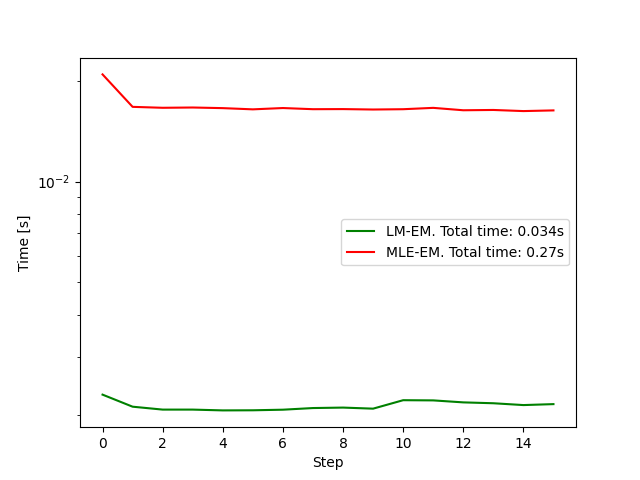 Time [s]
10⁻²
LM-EM. Total time: 0.034s
MLE-EM. Total time: 0.27s
0 2 4 6 8 10 12 14
Step